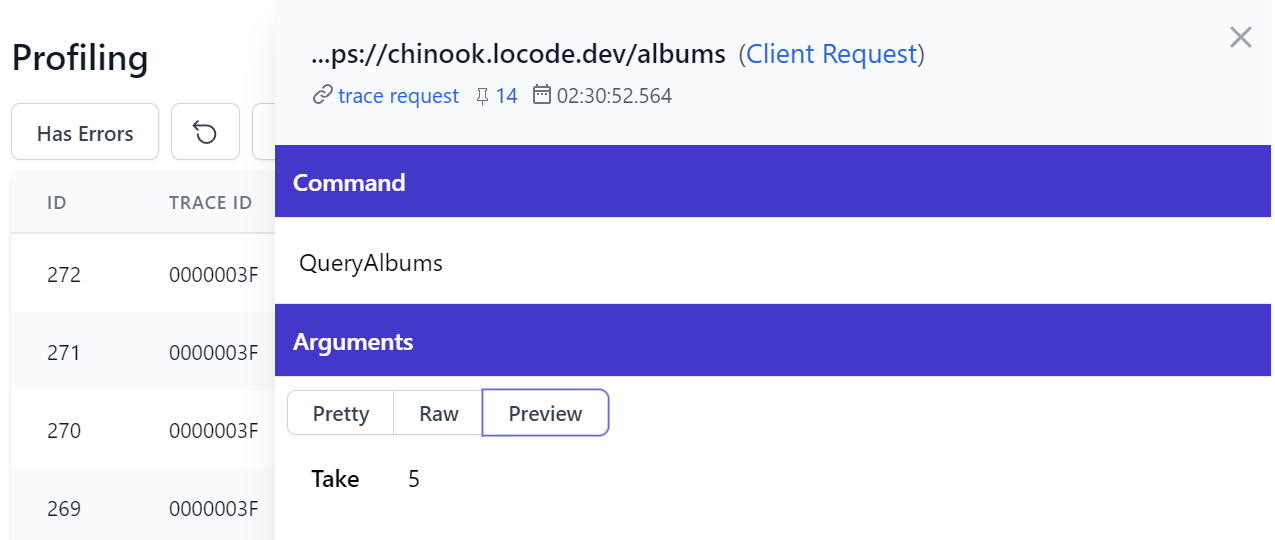 Profiling
Has Errors
ID TRACE ID
272 0000003F
271 0000003F
270 0000003F
269 0000003F
...ps://chinook.locode.dev/albums (Client Request)
trace request 14 02:30:52.564
Command
QueryAlbums
Arguments
Pretty Raw Preview
Take 5